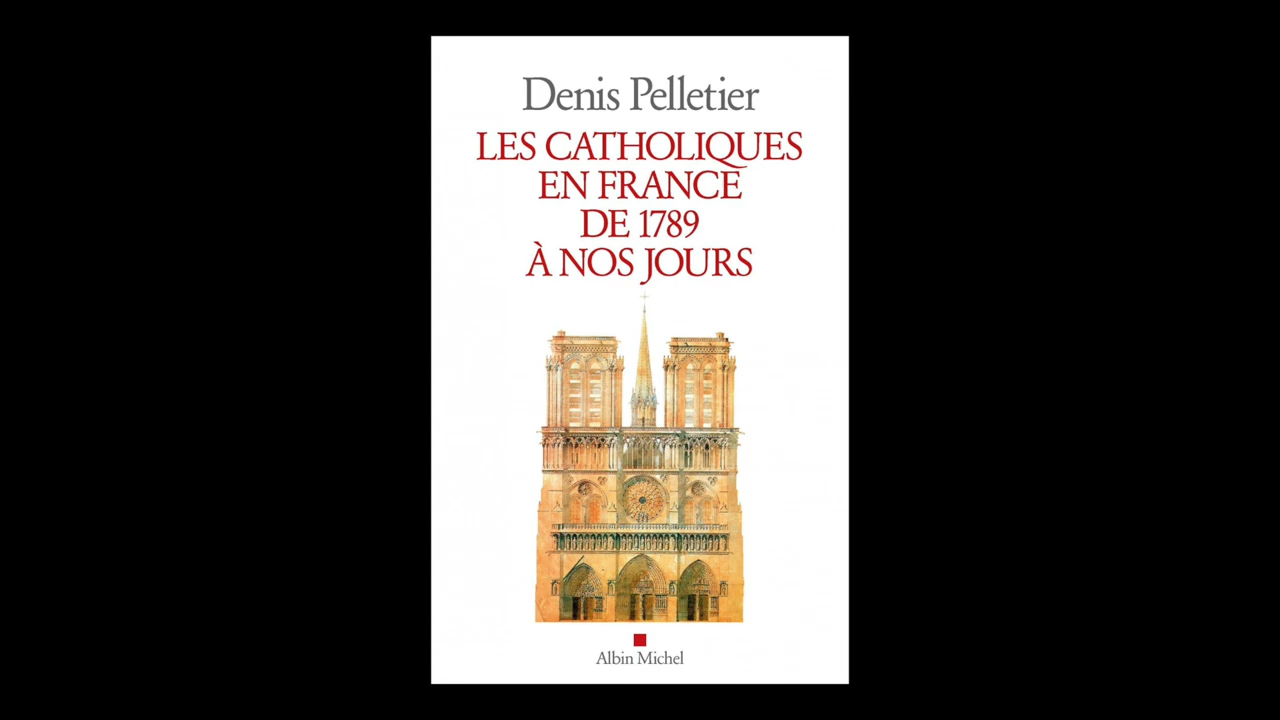 Denis Pelletier
LES CATHOLIQUES
EN FRANCE
DE 1789
À NOS JOURS
Albin Michel